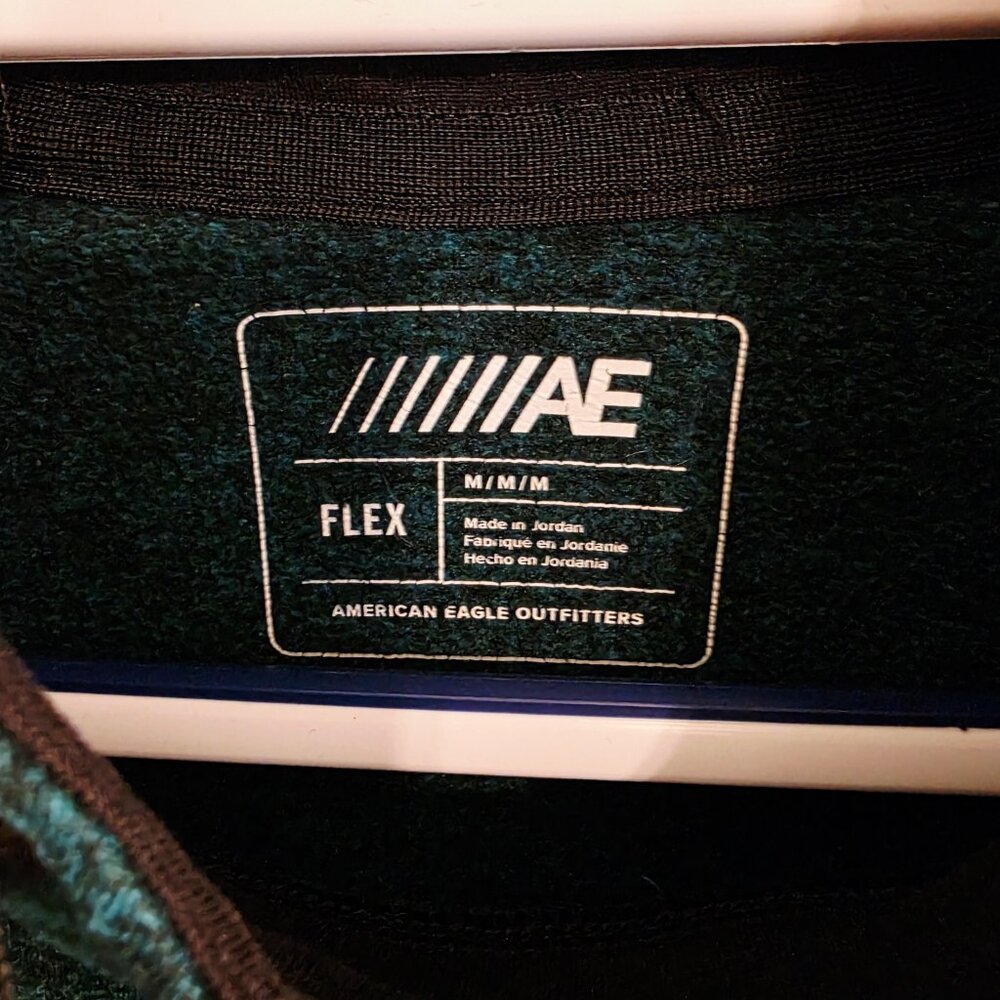 AE
M/M/M
FLEX
Made in Jordan
Fabriqué en Jordanie
Hecho en Jordania
AMERICAN EAGLE OUTFITTERS